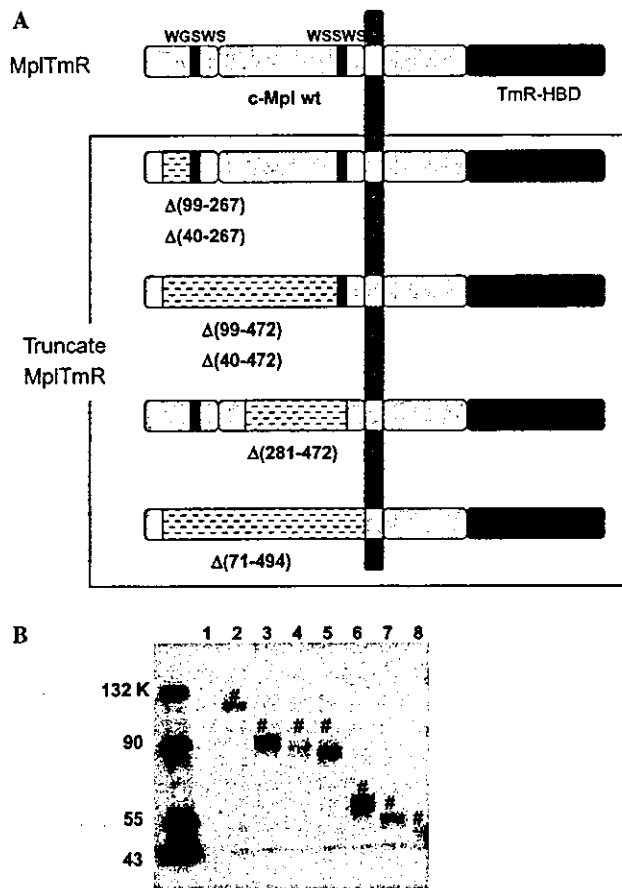 A
WGSWS WSSWS
MplTmR
c-Mpl wt
TmR-HBD
Δ(99-267)
Δ(40-267)
Δ(99-472)
Δ(40-472)
Truncate
MplTmR
Δ(281-472)
Δ(71-494)
B
1 2 3 4 5 6 7 8
132 K
90
55
43
# # # # # # #